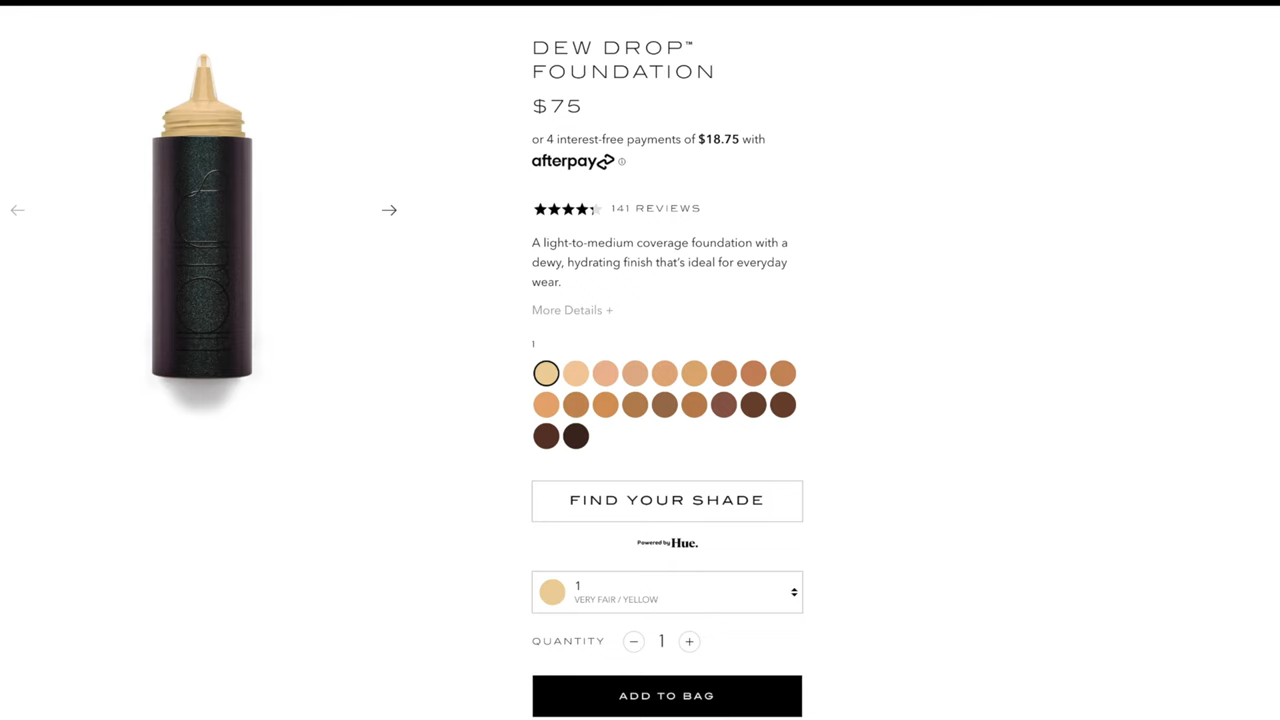 DEW DROP™
FOUNDATION
$75
or 4 interest-free payments of $18.75 with
afterpay
141 REVIEWS
A light-to-medium coverage foundation with a
dewy, hydrating finish that's ideal for everyday
wear.
More Details +
1
FIND YOUR SHADE
Powered by Hue.
1
VERY FAIR / YELLOW
QUANTITY − 1 +
ADD TO BAG